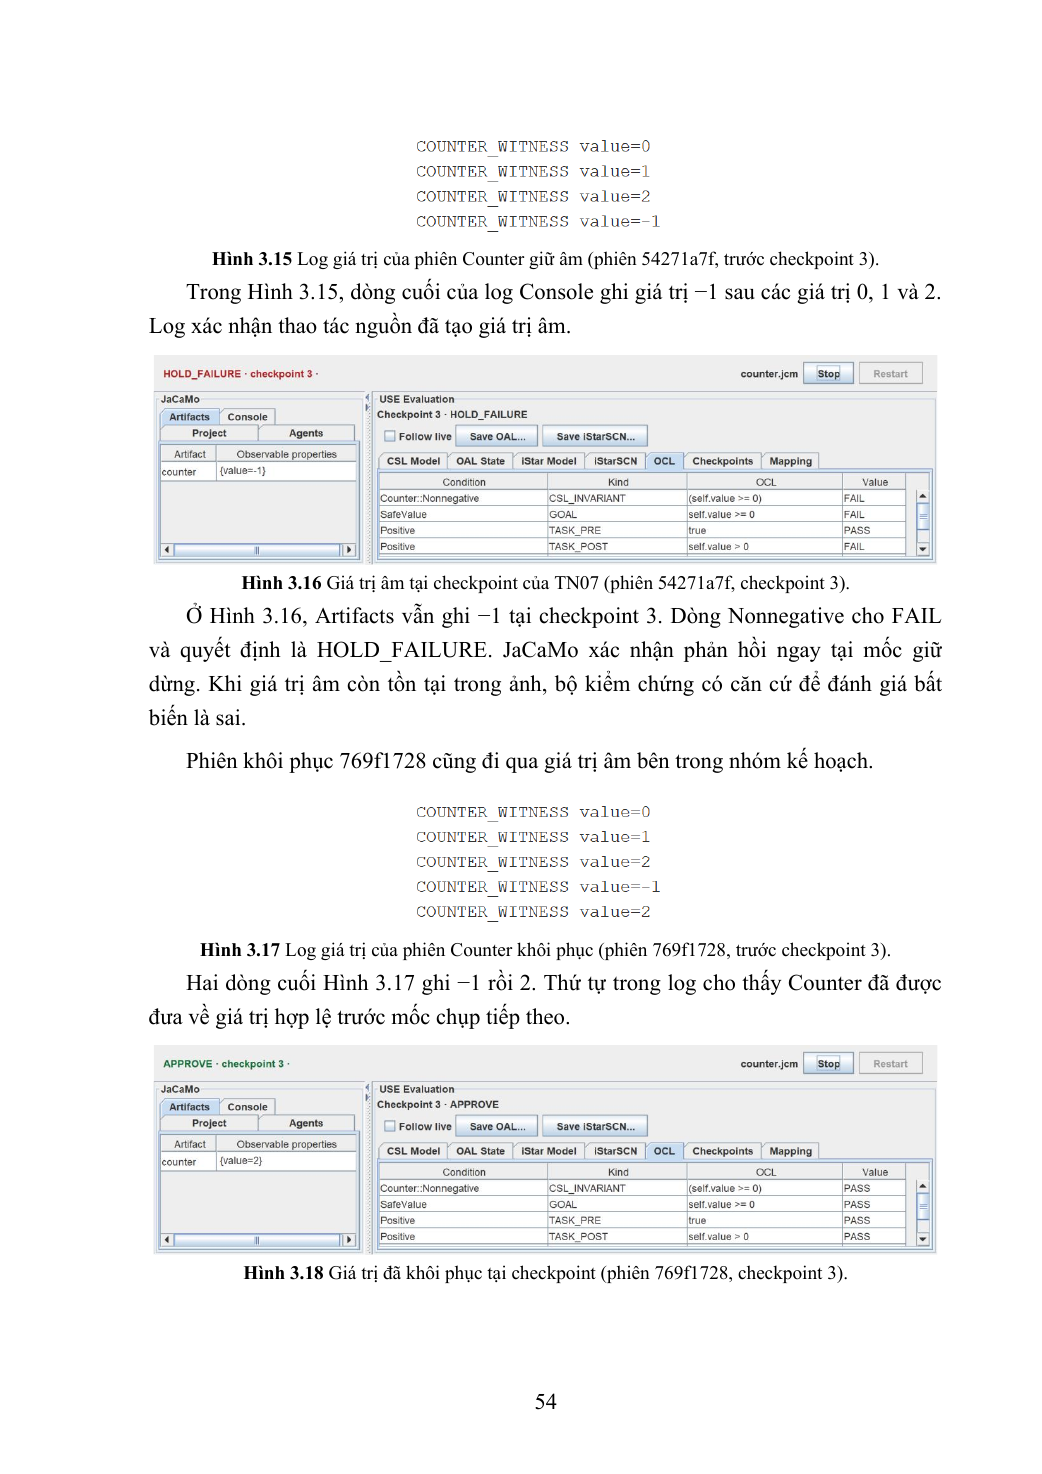 COUNTER_WITNESS value=0
COUNTER_WITNESS value=1
COUNTER_WITNESS value=2
COUNTER_WITNESS value=-1
Hình 3.15 Log giá trị của phiên Counter giữ âm (phiên 54271a7f, trước checkpoint 3).
Trong Hình 3.15, dòng cuối của log Console ghi giá trị −1 sau các giá trị 0, 1 và 2.
Log xác nhận thao tác nguồn đã tạo giá trị âm.
HOLD_FAILURE · checkpoint 3 ·
counter.jcm Stop Restart
JaCaMo
Artifacts Console
Project Agents
Artifact Observable properties
counter {value=-1}
USE Evaluation
Checkpoint 3 · HOLD_FAILURE
Follow live Save OAL... Save iStarSCN...
CSL Model OAL State iStar Model iStarSCN OCL Checkpoints Mapping
Condition Kind OCL Value
Counter::Nonnegative CSL_INVARIANT (self.value >= 0) FAIL
SafeValue GOAL self.value >= 0 FAIL
Positive TASK_PRE true PASS
Positive TASK_POST self.value > 0 FAIL
Hình 3.16 Giá trị âm tại checkpoint của TN07 (phiên 54271a7f, checkpoint 3).
Ở Hình 3.16, Artifacts vẫn ghi −1 tại checkpoint 3. Dòng Nonnegative cho FAIL
và quyết định là HOLD_FAILURE. JaCaMo xác nhận phản hồi ngay tại mốc giữ
dừng. Khi giá trị âm còn tồn tại trong ảnh, bộ kiểm chứng có căn cứ để đánh giá bất
biến là sai.
Phiên khôi phục 769f1728 cũng đi qua giá trị âm bên trong nhóm kế hoạch.
COUNTER_WITNESS value=0
COUNTER_WITNESS value=1
COUNTER_WITNESS value=2
COUNTER_WITNESS value=-1
COUNTER_WITNESS value=2
Hình 3.17 Log giá trị của phiên Counter khôi phục (phiên 769f1728, trước checkpoint 3).
Hai dòng cuối Hình 3.17 ghi −1 rồi 2. Thứ tự trong log cho thấy Counter đã được
đưa về giá trị hợp lệ trước mốc chụp tiếp theo.
APPROVE · checkpoint 3 ·
counter.jcm Stop Restart
JaCaMo
Artifacts Console
Project Agents
Artifact Observable properties
counter {value=2}
USE Evaluation
Checkpoint 3 · APPROVE
Follow live Save OAL... Save iStarSCN...
CSL Model OAL State iStar Model iStarSCN OCL Checkpoints Mapping
Condition Kind OCL Value
Counter::Nonnegative CSL_INVARIANT (self.value >= 0) PASS
SafeValue GOAL self.value >= 0 PASS
Positive TASK_PRE true PASS
Positive TASK_POST self.value > 0 PASS
Hình 3.18 Giá trị đã khôi phục tại checkpoint (phiên 769f1728, checkpoint 3).
54